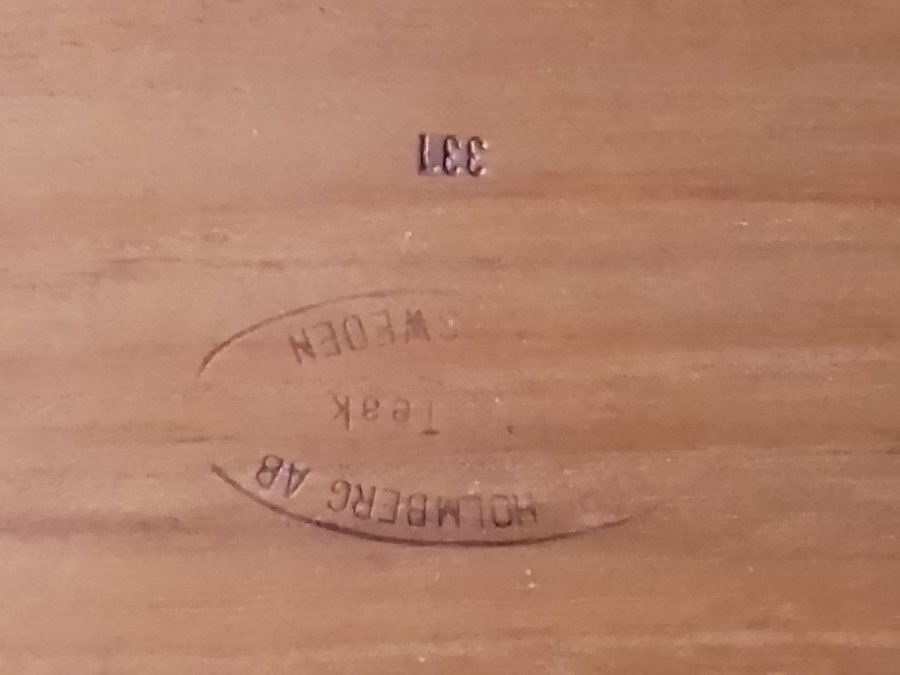 HOLMBERG AB
Teak
SWEDEN
331